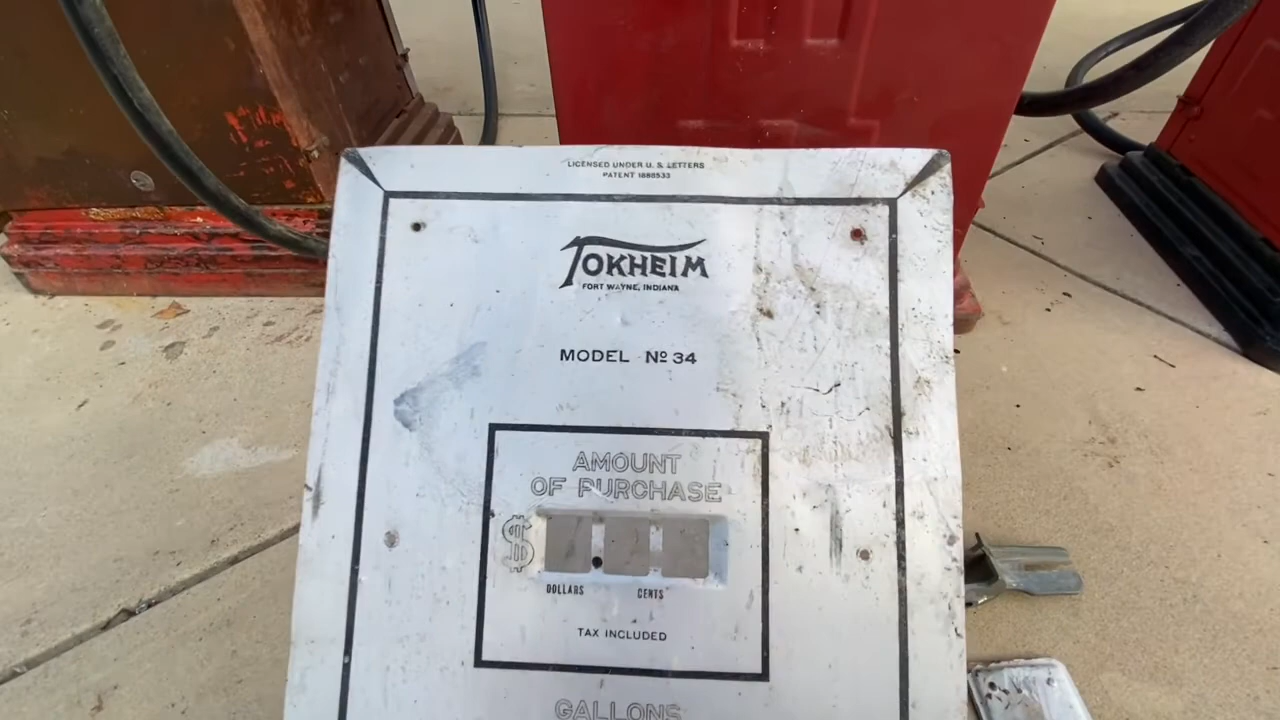 LICENSED UNDER U. S. LETTERS
PATENT 1888533
TOKHEIM
FORT WAYNE, INDIANA
MODEL Nº 34
AMOUNT
OF PURCHASE
$
DOLLARS CENTS
TAX INCLUDED
GALLONS